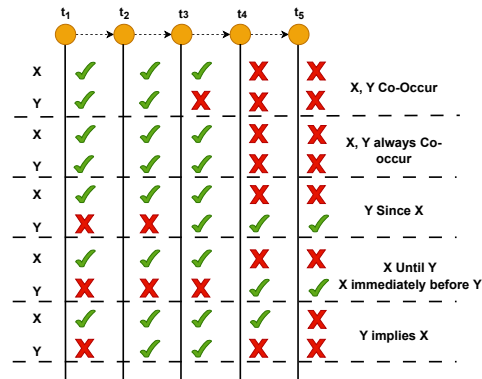 t1 t2 t3 t4 t5
X
Y
X, Y Co-Occur
X
Y
X, Y always Co-
occur
X
Y
Y Since X
X
Y
X Until Y
X immediately before Y
X
Y
Y implies X